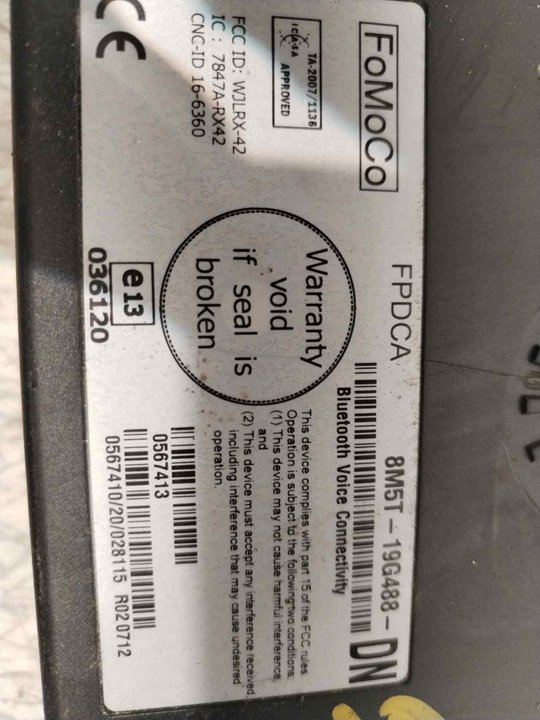 FoMoCo
FPDCA
8M5T-19G488-DN
Bluetooth Voice Connectivity
TA-2007/1136
ICASA
APPROVED
FCC ID: WJLRX-42
IC: 7847A-RX42
CNC-ID 16-6360
Warranty
void
if seal is
broken
This device complies with part 15 of the FCC rules.
Operation is subject to the following two conditions:
(1) This device may not cause harmful interference,
and
(2) This device must accept any interference received
including interference that may cause undesired
operation.
CE
e13
036120
0567413
0567410/20/028115 R020712